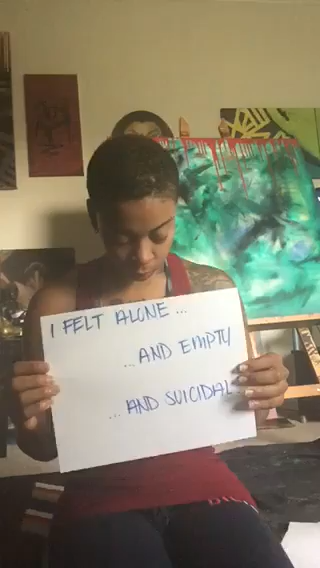 I FELT ALONE ...
... AND EMPTY
... AND SUICIDAL